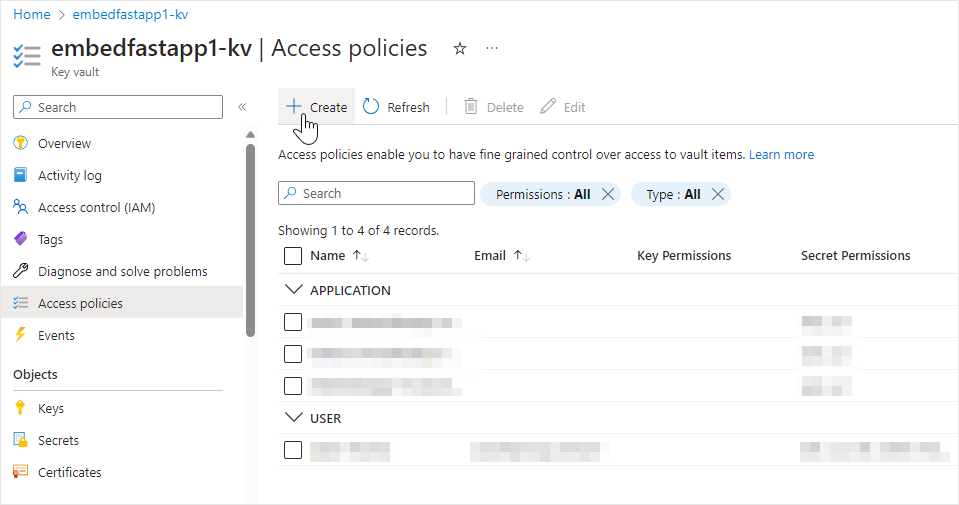 Home > embedfastapp1-kv
embedfastapp1-kv | Access policies ☆ ···
Key vault
Search «
Overview
Activity log
Access control (IAM)
Tags
Diagnose and solve problems
Access policies
Events
Objects
Keys
Secrets
Certificates
+ Create Refresh Delete Edit
Access policies enable you to have fine grained control over access to vault items. Learn more
Search Permissions : All × Type : All ×
Showing 1 to 4 of 4 records.
Name ↑↓ Email ↑↓ Key Permissions Secret Permissions
APPLICATION
USER